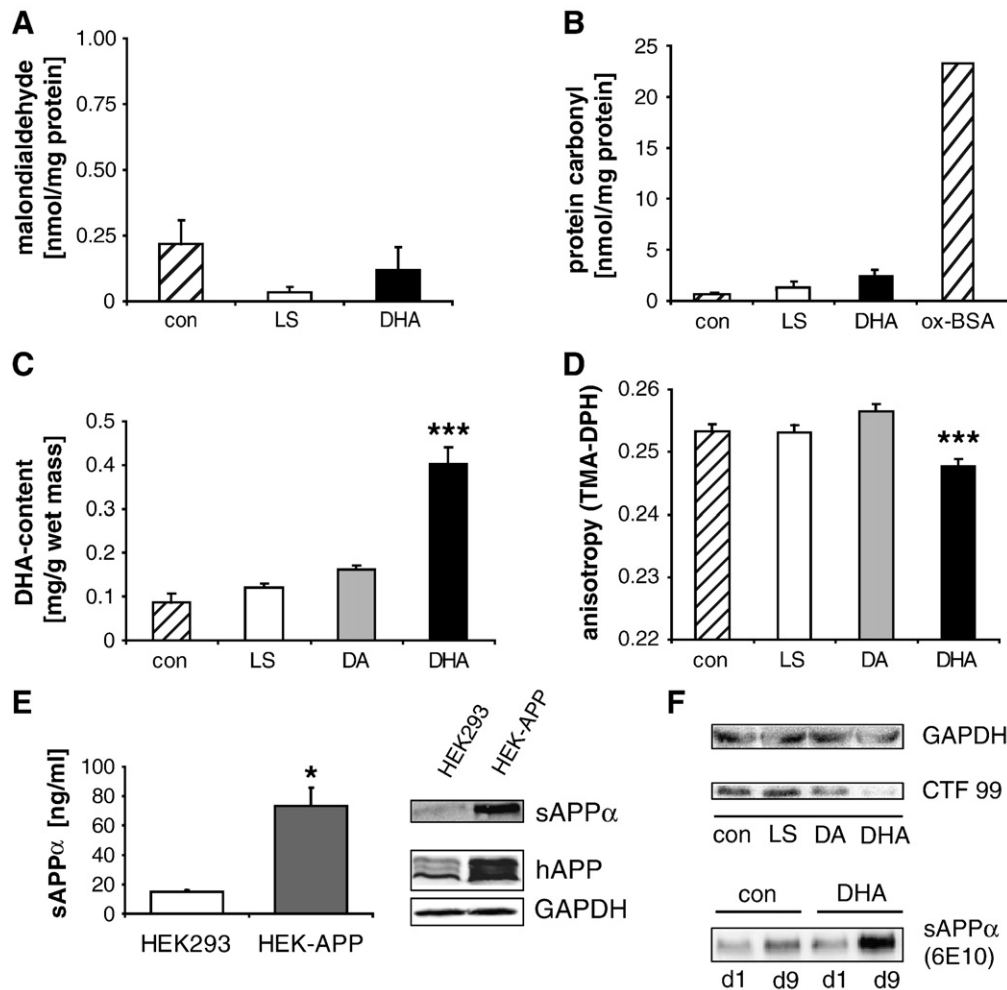 A
malondialdehyde
[nmol/mg protein]
1.00
0.75
0.50
0.25
0
con LS DHA
B
protein carbonyl
[nmol/mg protein]
25
20
15
10
5
0
con LS DHA ox-BSA
C
DHA-content
[mg/g wet mass]
0.5
0.4
0.3
0.2
0.1
0
***
con LS DA DHA
D
anisotropy (TMA-DPH)
0.26
0.25
0.24
0.23
0.22
***
con LS DA DHA
E
sAPPα [ng/ml]
100
80
60
40
20
0
*
HEK293 HEK-APP
HEK293 HEK-APP
sAPPα
hAPP
GAPDH
F
GAPDH
CTF 99
con LS DA DHA
con DHA
sAPPα
(6E10)
d1 d9 d1 d9